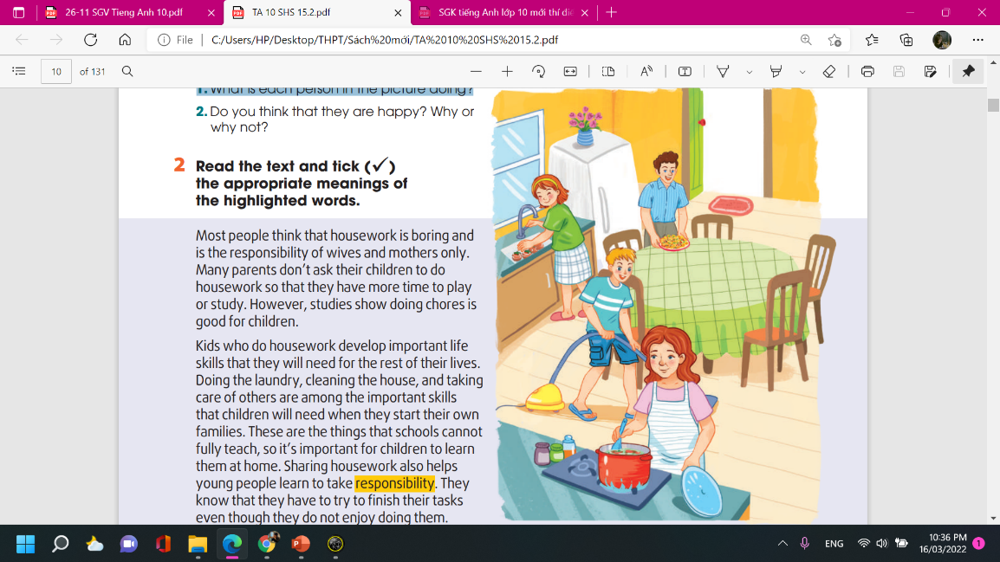 26-11 SGV Tieng Anh 10.pdf
TA 10 SHS 15.2.pdf
SGK tiếng Anh lớp 10 mới thí điể
File
C:/Users/HP/Desktop/THPT/Sách%20mới/TA%2010%20SHS%2015.2.pdf
10 of 131
1. What is each person in the picture doing?
2. Do you think that they are happy? Why or
why not?
2 Read the text and tick (✓)
the appropriate meanings of
the highlighted words.
Most people think that housework is boring and
is the responsibility of wives and mothers only.
Many parents don't ask their children to do
housework so that they have more time to play
or study. However, studies show doing chores is
good for children.
Kids who do housework develop important life
skills that they will need for the rest of their lives.
Doing the laundry, cleaning the house, and taking
care of others are among the important skills
that children will need when they start their own
families. These are the things that schools cannot
fully teach, so it's important for children to learn
them at home. Sharing housework also helps
young people learn to take responsibility. They
know that they have to try to finish their tasks
even though they do not enjoy doing them.
ENG
10:36 PM
16/03/2022
1